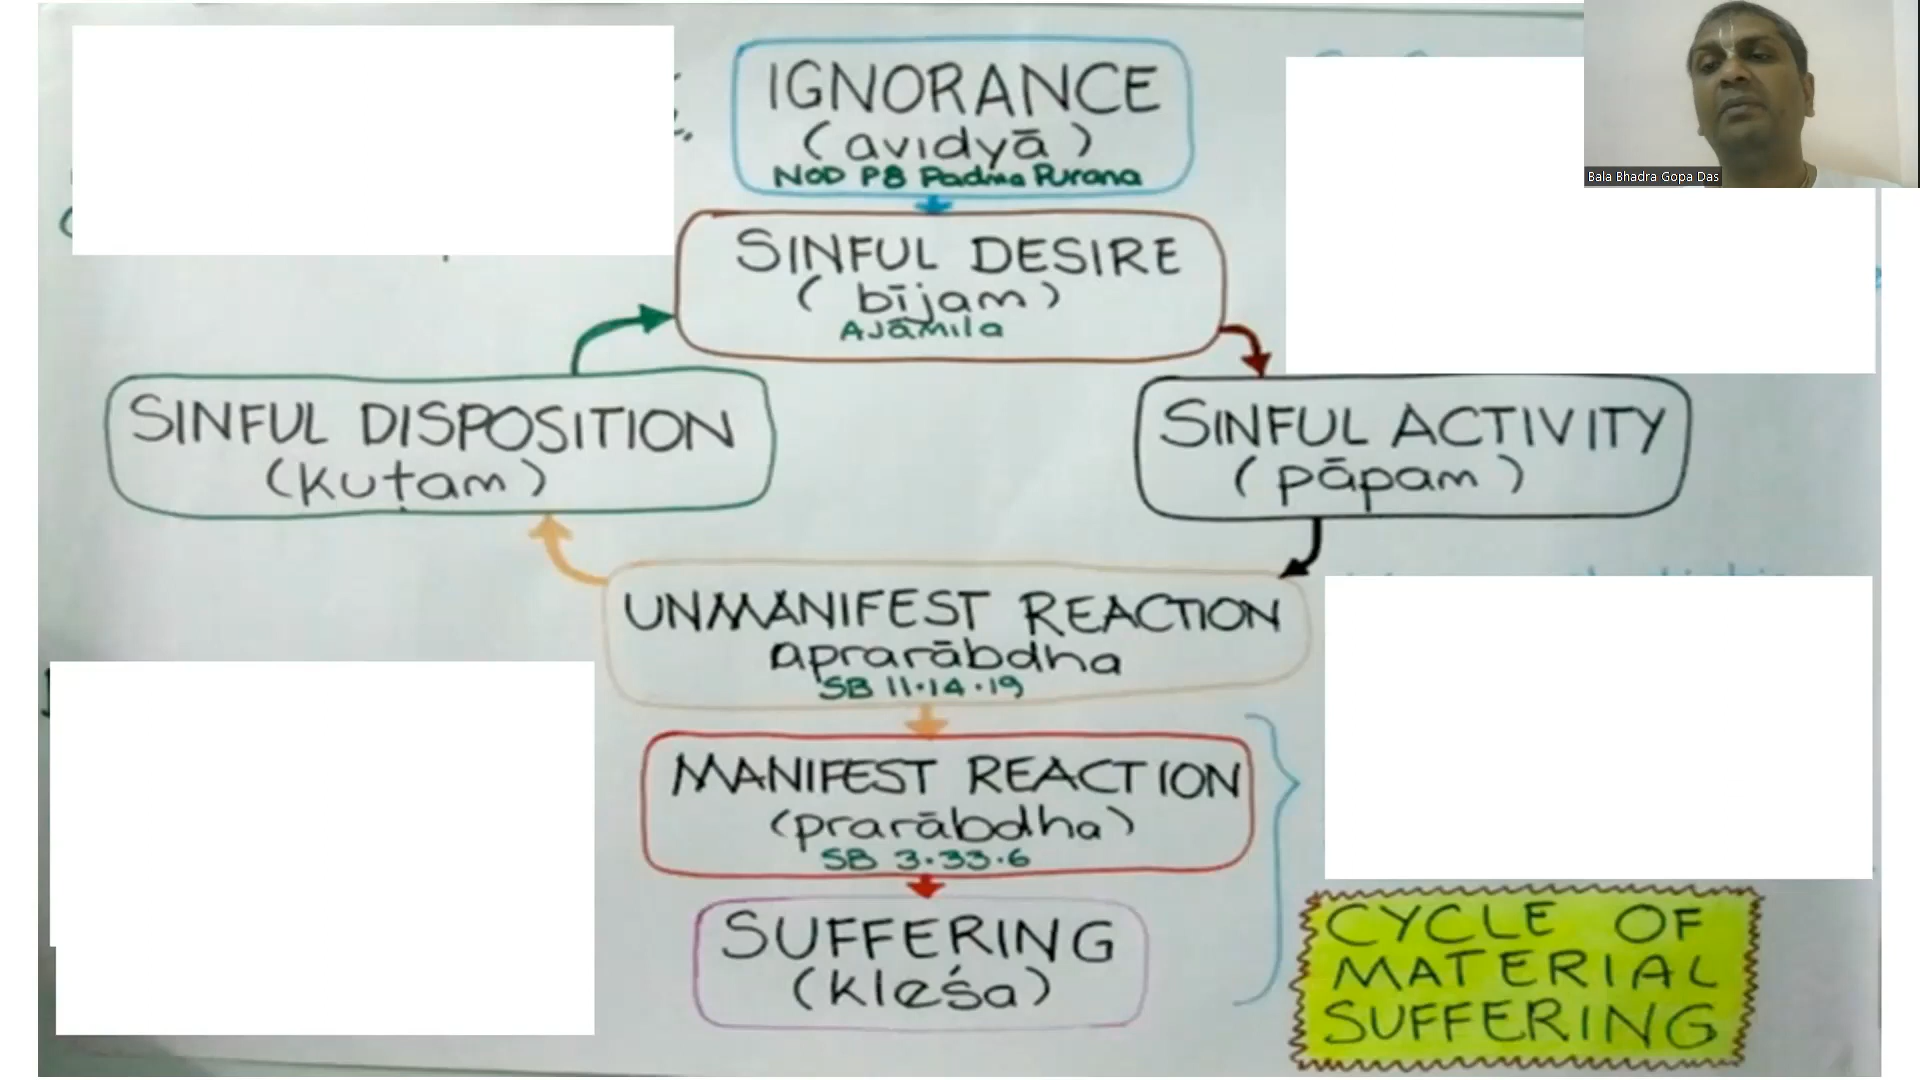 IGNORANCE
(avidyā)
NOD P8 Padma Purana
SINFUL DESIRE
(bījam)
Ajāmila
SINFUL DISPOSITION
(kuṭam)
SINFUL ACTIVITY
(pāpam)
UNMANIFEST REACTION
aprarābdha
SB 11.14.19
MANIFEST REACTION
(prarābdha)
SB 3.33.6
SUFFERING
(kleśa)
CYCLE OF
MATERIAL
SUFFERING
Bala Bhadra Gopa Das